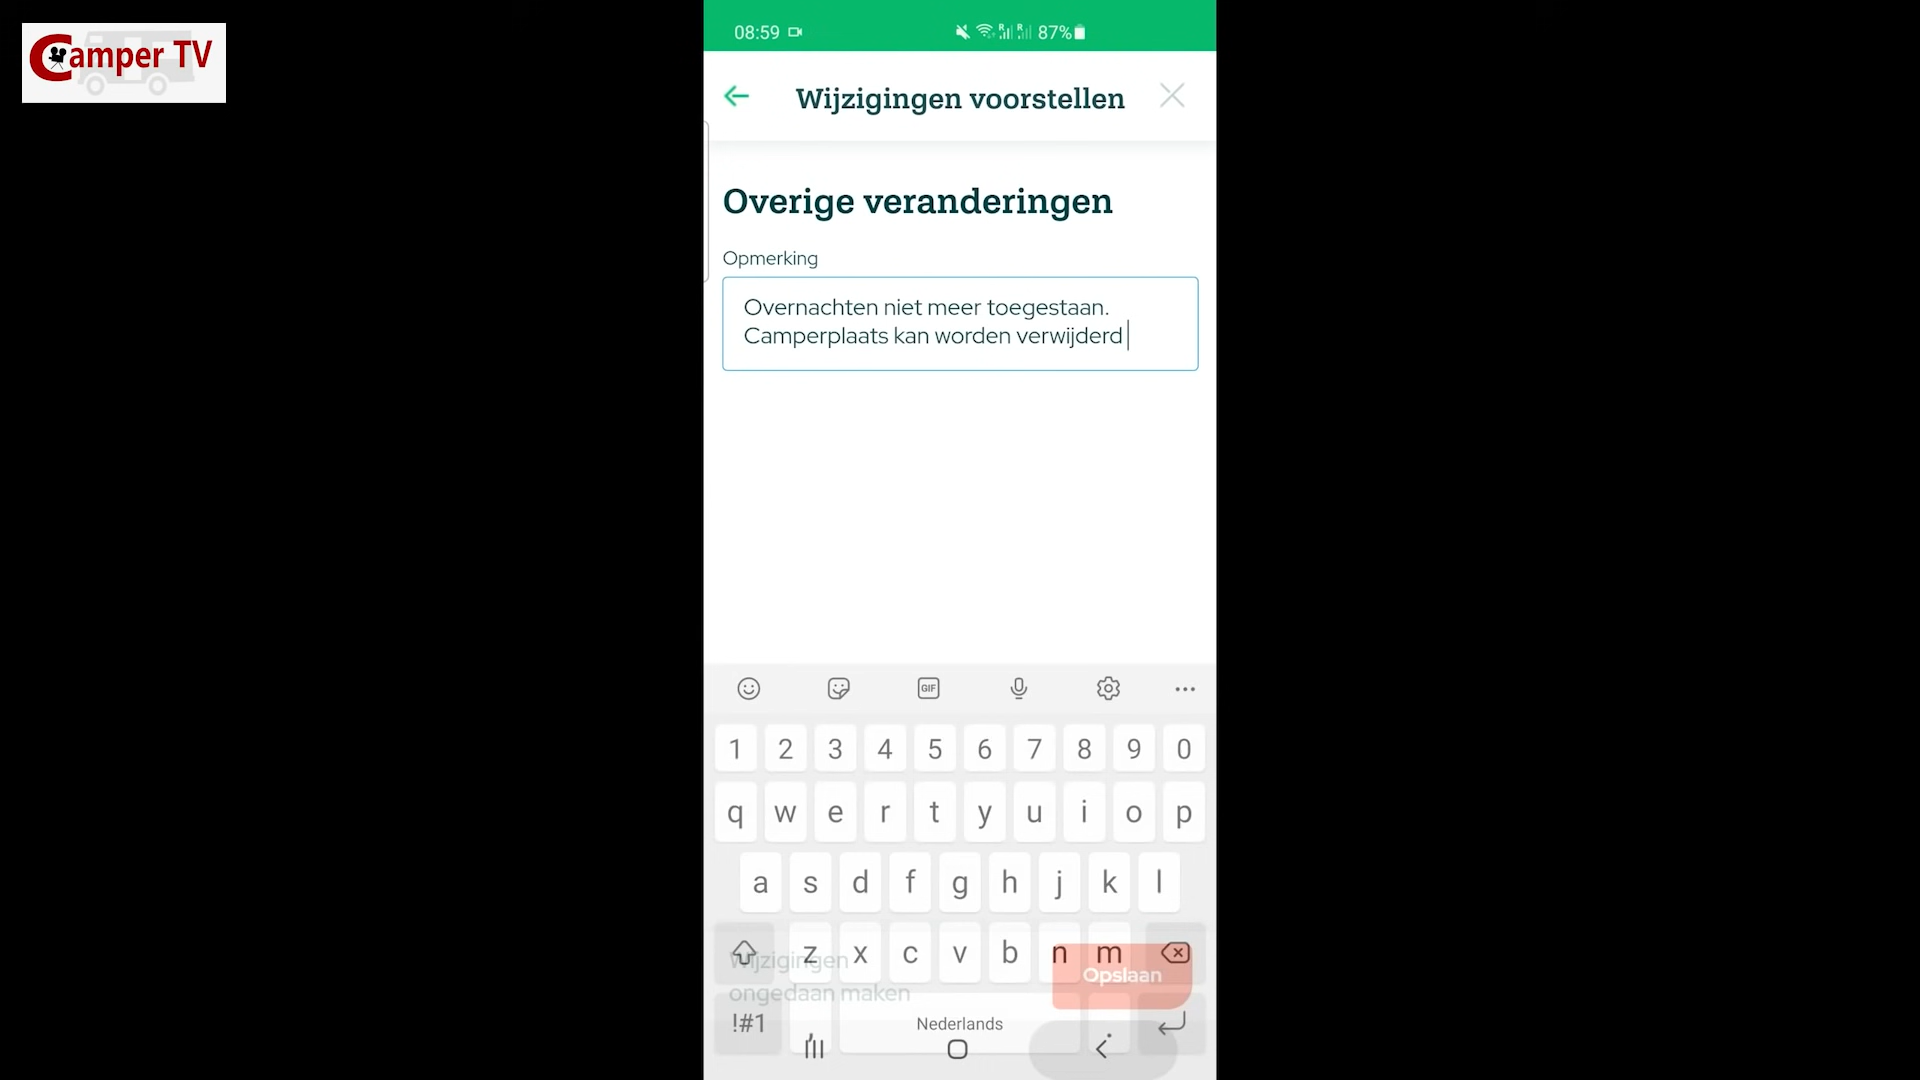 Camper TV
08:59
87%
Wijzigingen voorstellen
Overige veranderingen
Opmerking
Overnachten niet meer toegestaan.
Camperplaats kan worden verwijderd
GIF
1 2 3 4 5 6 7 8 9 0
q w e r t y u i o p
a s d f g h j k l
z x c v b n m
Wijzigingen
ongedaan maken
Opslaan
!#1
Nederlands